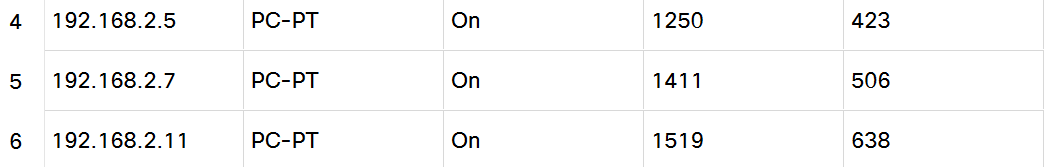 4 192.168.2.5 PC-PT On 1250 423
5 192.168.2.7 PC-PT On 1411 506
6 192.168.2.11 PC-PT On 1519 638